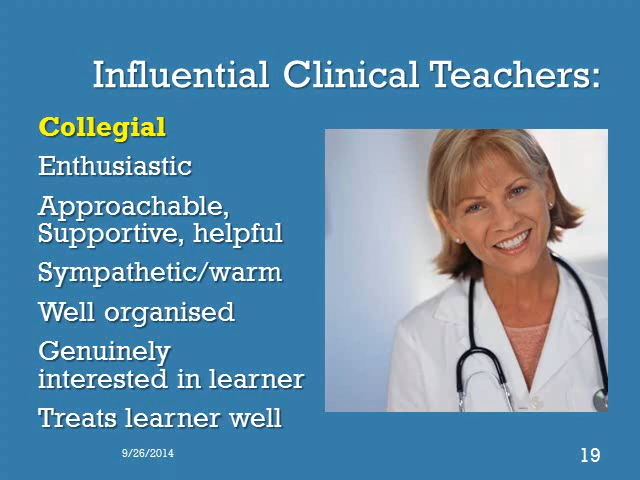 Influential Clinical Teachers:
Collegial
Enthusiastic
Approachable,
Supportive, helpful
Sympathetic/warm
Well organised
Genuinely
interested in learner
Treats learner well
9/26/2014
19